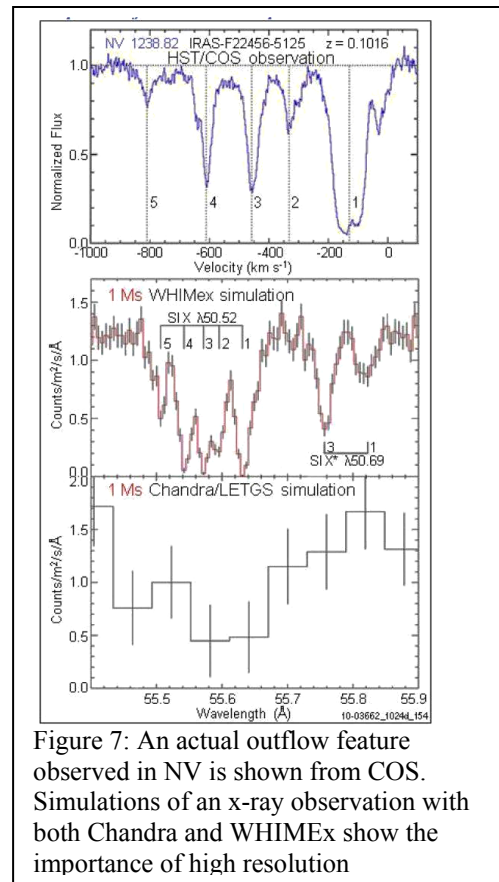 NV 1238.82 IRAS-F22456-5125 z = 0.1016
HST/COS observation
Normalized Flux
1.0
0.5
0.0
5 4 3 2 1
-1000 -800 -600 -400 -200 0
Velocity (km s⁻¹)
1 Ms WHIMex simulation
SI X λ50.52
5 4 3 2 1
Counts/m²/s/Å
1.5
1.0
0.5
0.0
3 1
SI X* λ50.69
1 Ms Chandra/LETGS simulation
Counts/m²/s/Å
2.0
1.5
1.0
0.5
0.0
55.5 55.6 55.7 55.8 55.9
Wavelength (Å)
10-03662_1024d_154
Figure 7: An actual outflow feature
observed in NV is shown from COS.
Simulations of an x-ray observation with
both Chandra and WHIMEx show the
importance of high resolution